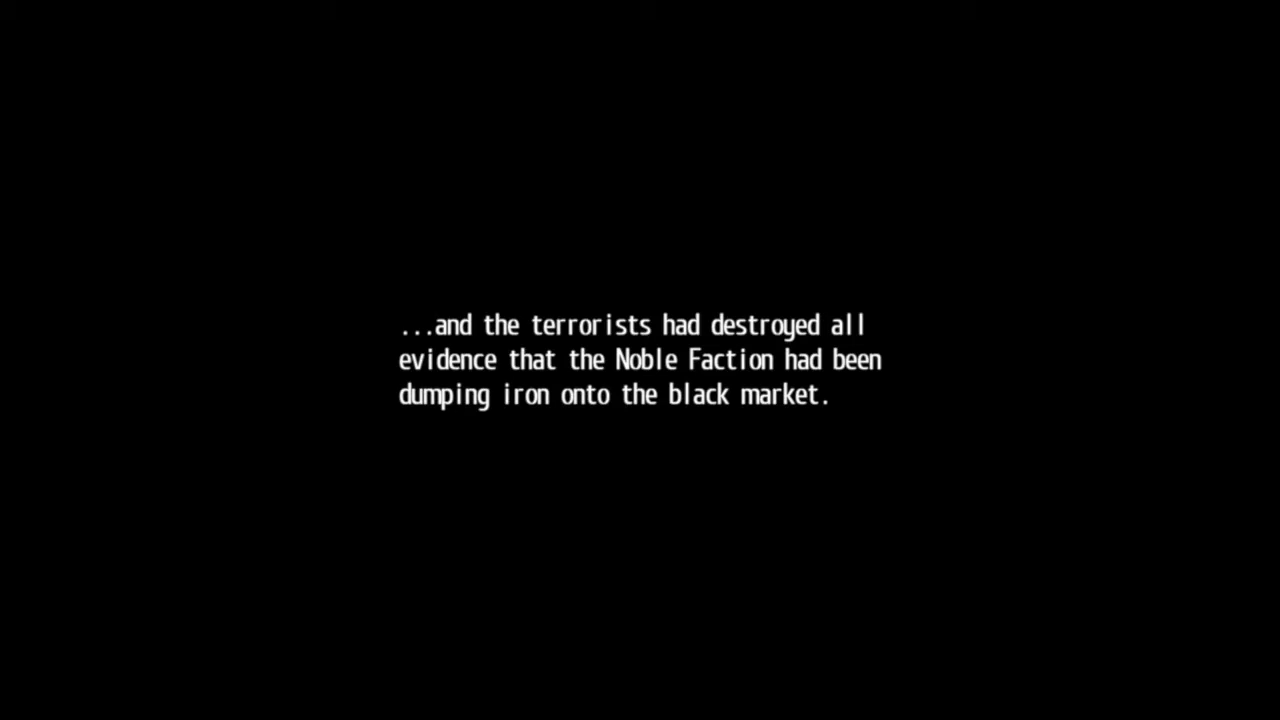 ...and the terrorists had destroyed all
evidence that the Noble Faction had been
dumping iron onto the black market.